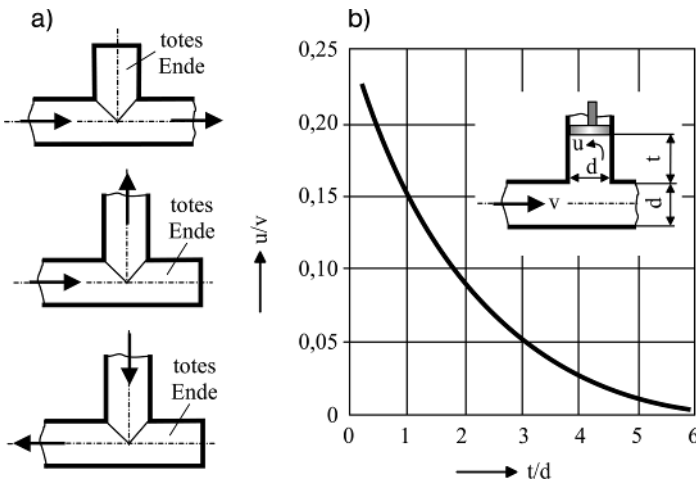 a)
totes
Ende
totes
Ende
totes
Ende
b)
0,25
0,20
0,15
0,10
0,05
0
u/v
u
d
t
v
d
0 1 2 3 4 5 6
t/d